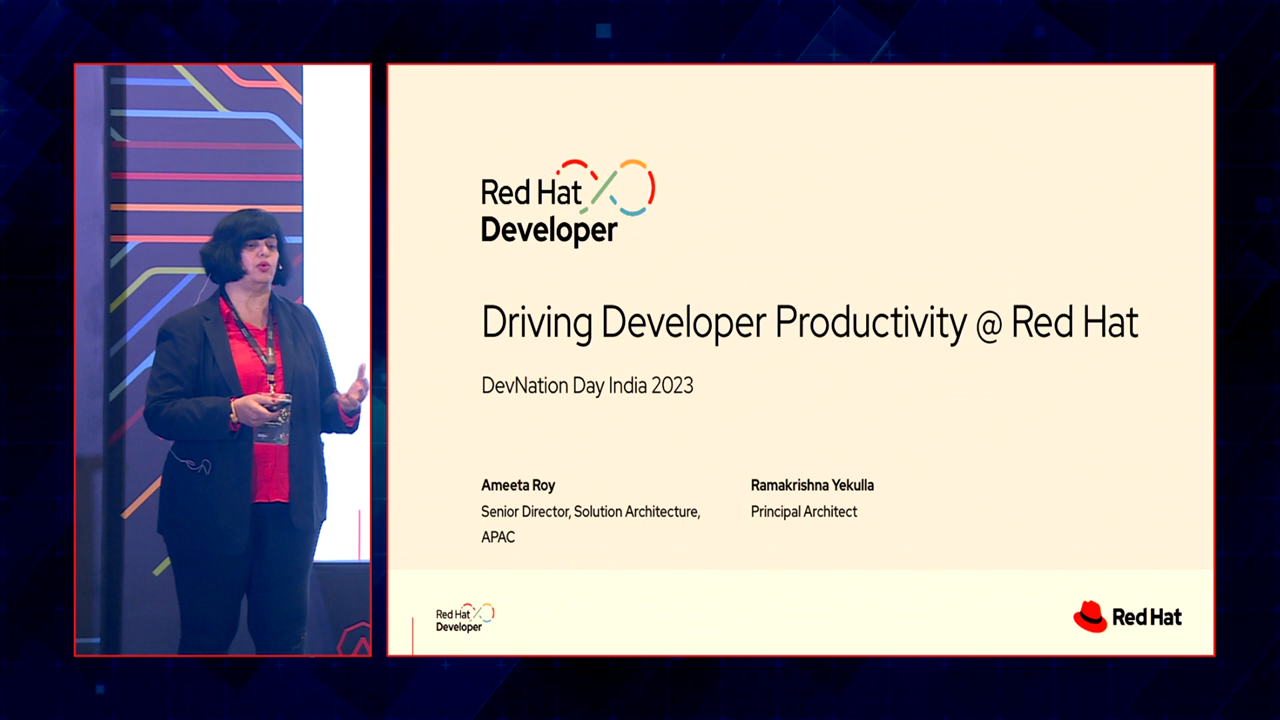 Red Hat
Developer
Driving Developer Productivity @ Red Hat
DevNation Day India 2023
Ameeta Roy
Senior Director, Solution Architecture,
APAC
Ramakrishna Yekulla
Principal Architect
Red Hat
Developer
Red Hat